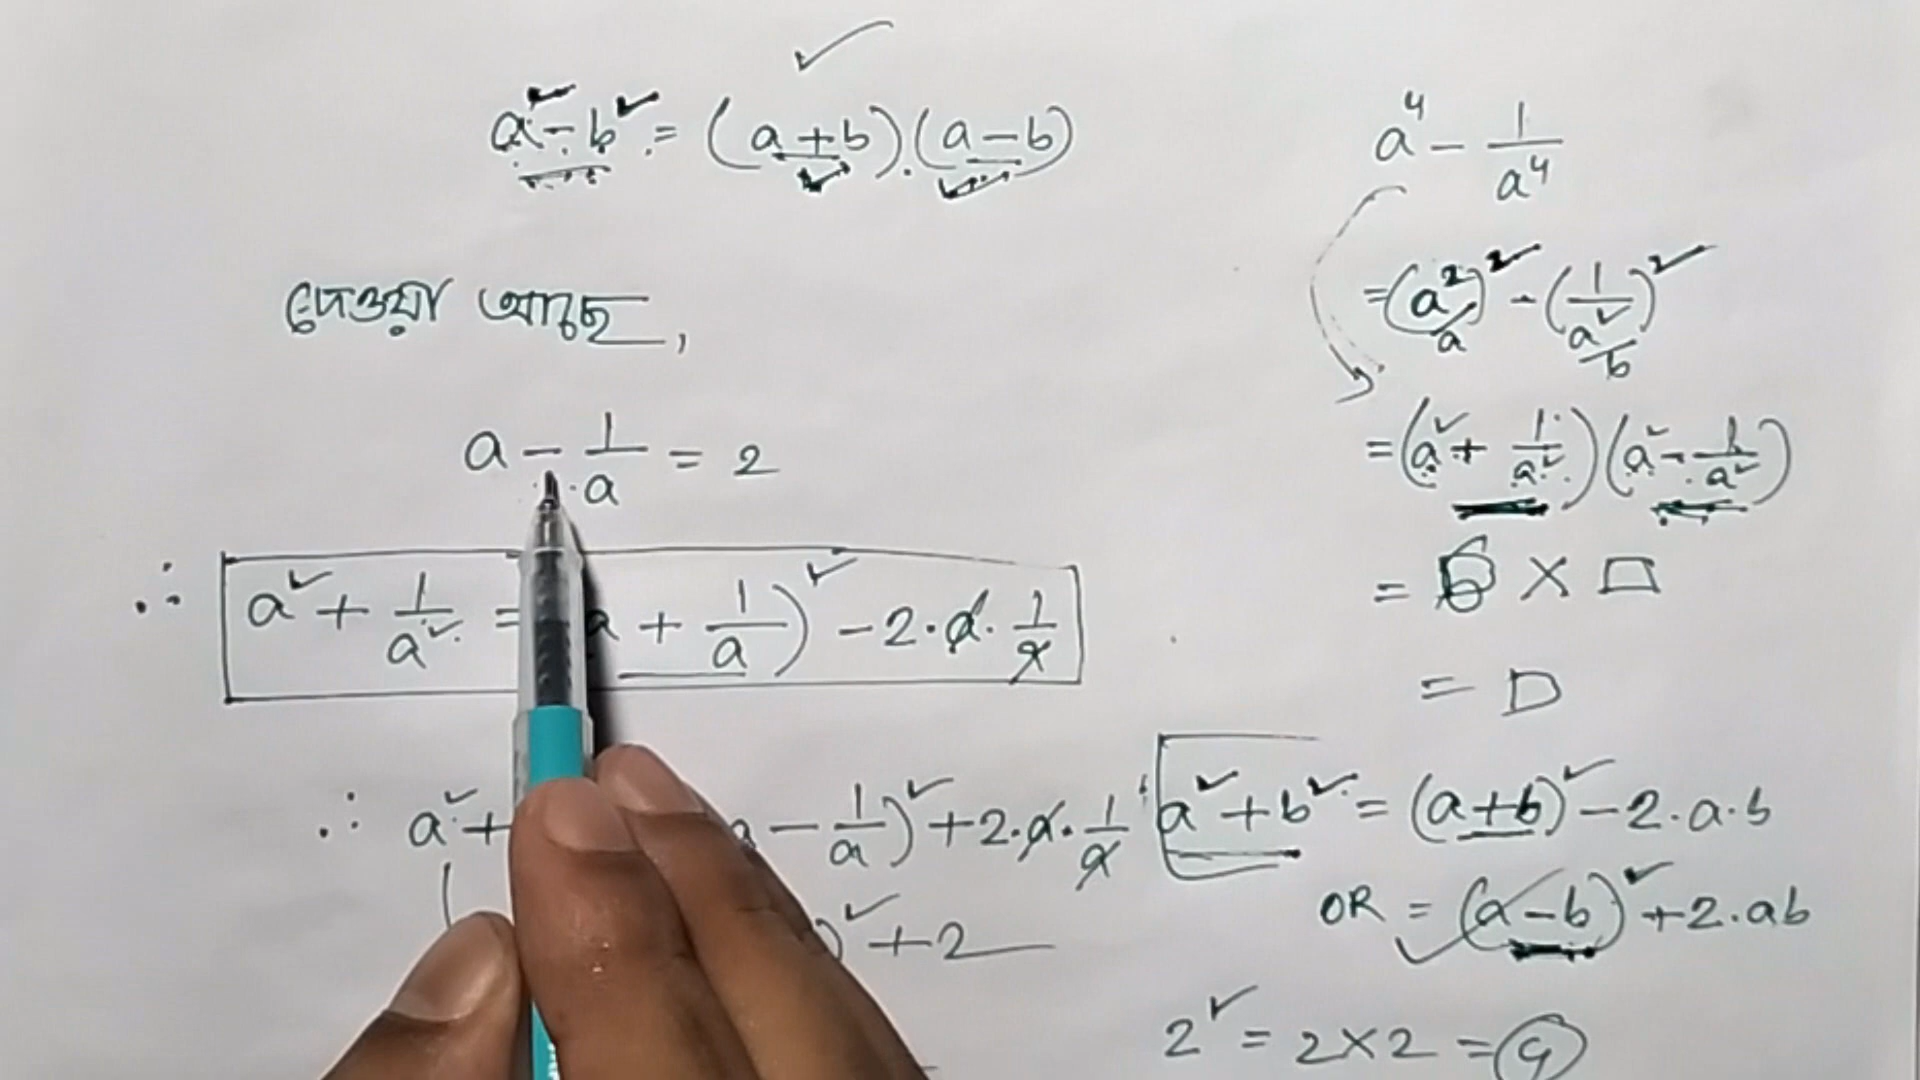 a² - b² = (a + b).(a - b)
দেওয়া আছে,
a - 1/a = 2
∴ a² + 1/a² = a + 1/a)² - 2·a·1/a
∴ a² + a - 1/a)² + 2·a·1/a
)² + 2
a⁴ - 1/a⁴
= (a²)² - (1/a²)²
a b
= (a² + 1/a²)(a² - 1/a²)
= 6 × □
= □
a² + b² = (a+b)² - 2.a.b
OR = (a-b)² + 2.ab
2² = 2×2 = 4